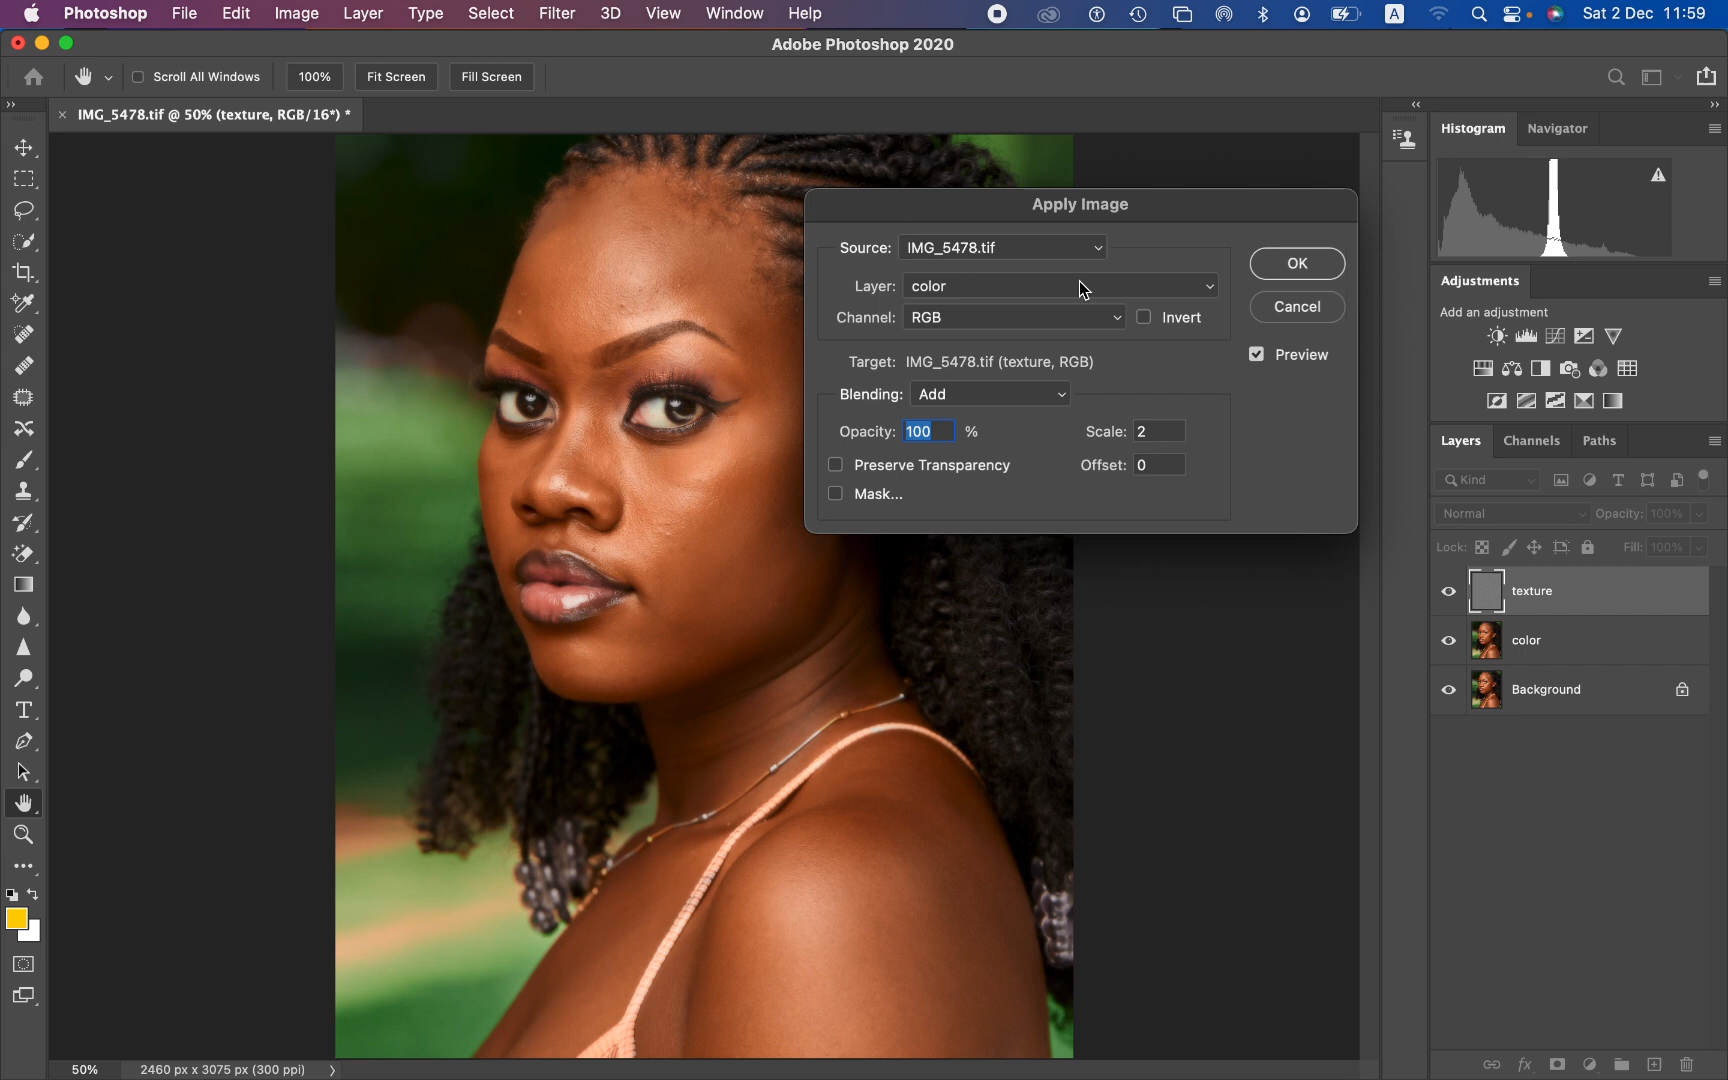 Photoshop File Edit Image Layer Type Select Filter 3D View Window Help A Sat 2 Dec 11:59
Adobe Photoshop 2020
Scroll All Windows 100% Fit Screen Fill Screen
IMG_5478.tif @ 50% (texture, RGB/16*) *
Histogram Navigator
Apply Image
Source: IMG_5478.tif
OK
Layer: color
Cancel
Channel: RGB Invert
Preview
Target: IMG_5478.tif (texture, RGB)
Blending: Add
Opacity: 100 % Scale: 2
Preserve Transparency Offset: 0
Mask...
Adjustments
Add an adjustment
Layers Channels Paths
Kind
Normal Opacity: 100%
Lock: Fill: 100%
texture
color
Background
50% 2460 px x 3075 px (300 ppi)